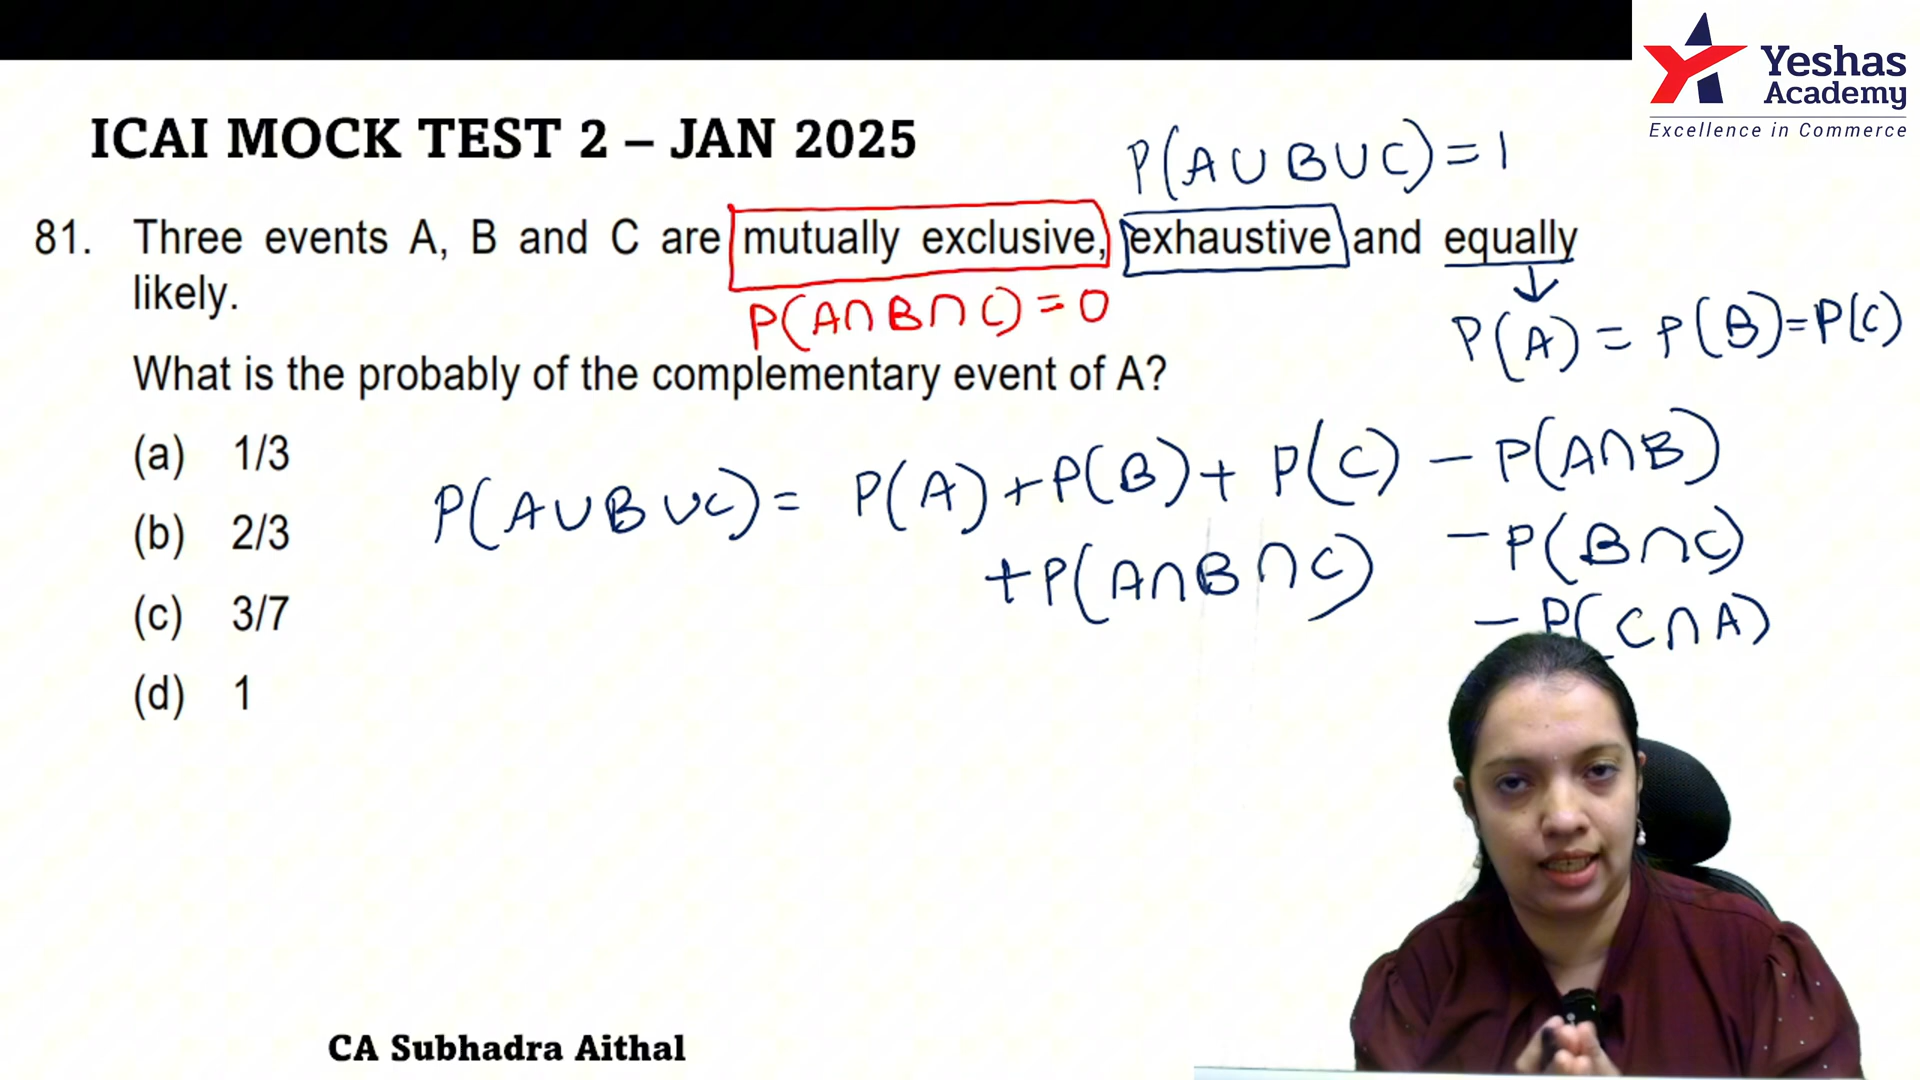 Yeshas
Academy
Excellence in Commerce
ICAI MOCK TEST 2 – JAN 2025
P(A∪B∪C)=1
81. Three events A, B and C are mutually exclusive, exhaustive and equally
likely.
P(A∩B∩C)=0
P(A) = P(B)=P(C)
What is the probably of the complementary event of A?
(a) 1/3
(b) 2/3
(c) 3/7
(d) 1
P(A∪B∪C)= P(A)+P(B)+ P(C) – P(A∩B)
–P(B∩C)
+P(A∩B∩C)
– P(C∩A)
CA Subhadra Aithal